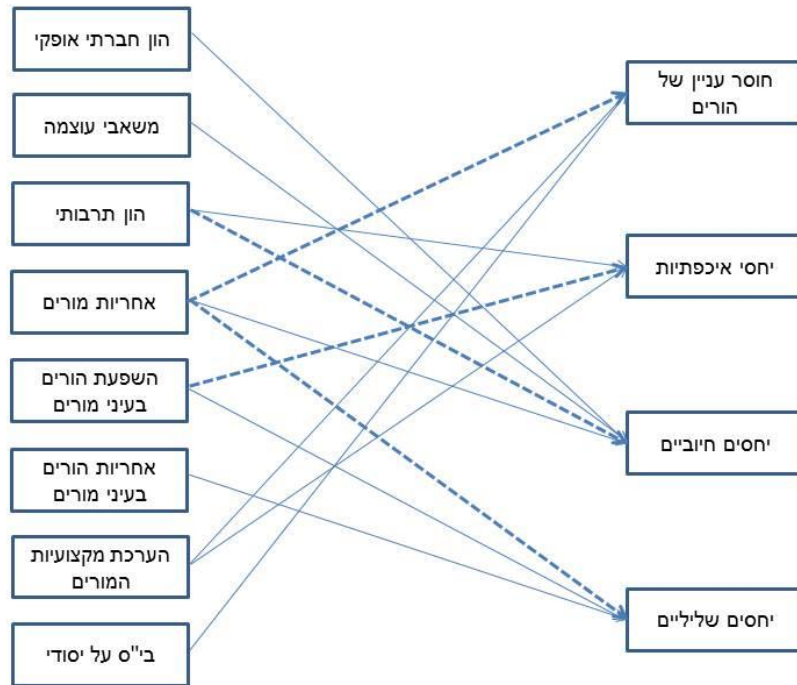 הון חברתי אופקי
משאבי עוצמה
הון תרבותי
אחריות מורים
השפעת הורים
בעיני מורים
אחריות הורים
בעיני מורים
הערכת מקצועיות
המורים
בי"ס על יסודי
חוסר עניין של
הורים
יחסי איכפתיות
יחסים חיוביים
יחסים שליליים